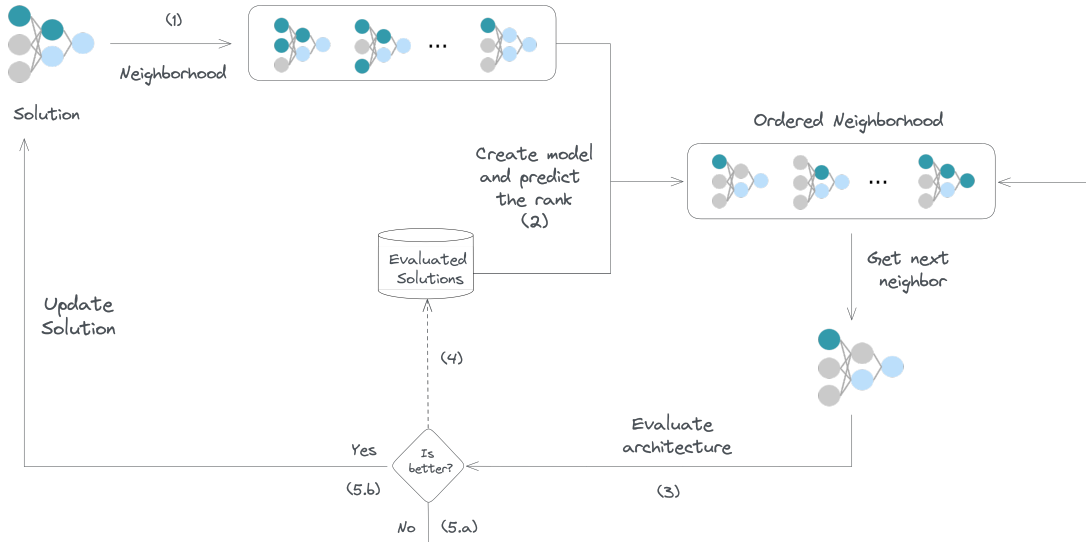 (1)
Neighborhood
Solution
...
Ordered Neighborhood
Create model
and predict
the rank
(2)
...
Evaluated
Solutions
Get next
neighbor
Update
Solution
(4)
Evaluate
architecture
(3)
Yes
Is
better?
(5.b)
No
(5.a)